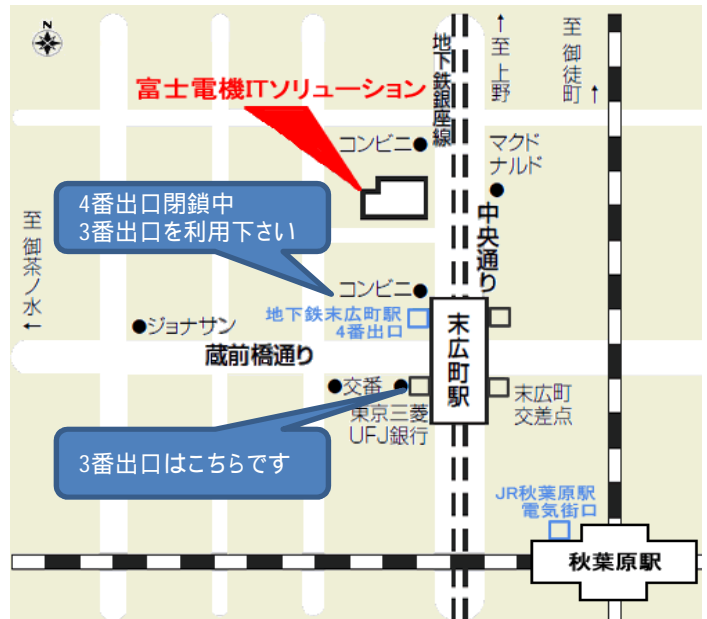 N
地下鉄銀座線
↑至上野
至御徒町↑
富士電機ITソリューション
コンビニ●
マクド
ナルド
●
4番出口閉鎖中
3番出口を利用下さい
中央通り
至御茶ノ水←
コンビニ●
地下鉄末広町駅
4番出口
●ジョナサン
末広町駅
蔵前橋通り
●交番
●
東京三菱
UFJ銀行
末広町
交差点
3番出口はこちらです
JR秋葉原駅
電気街口
秋葉原駅